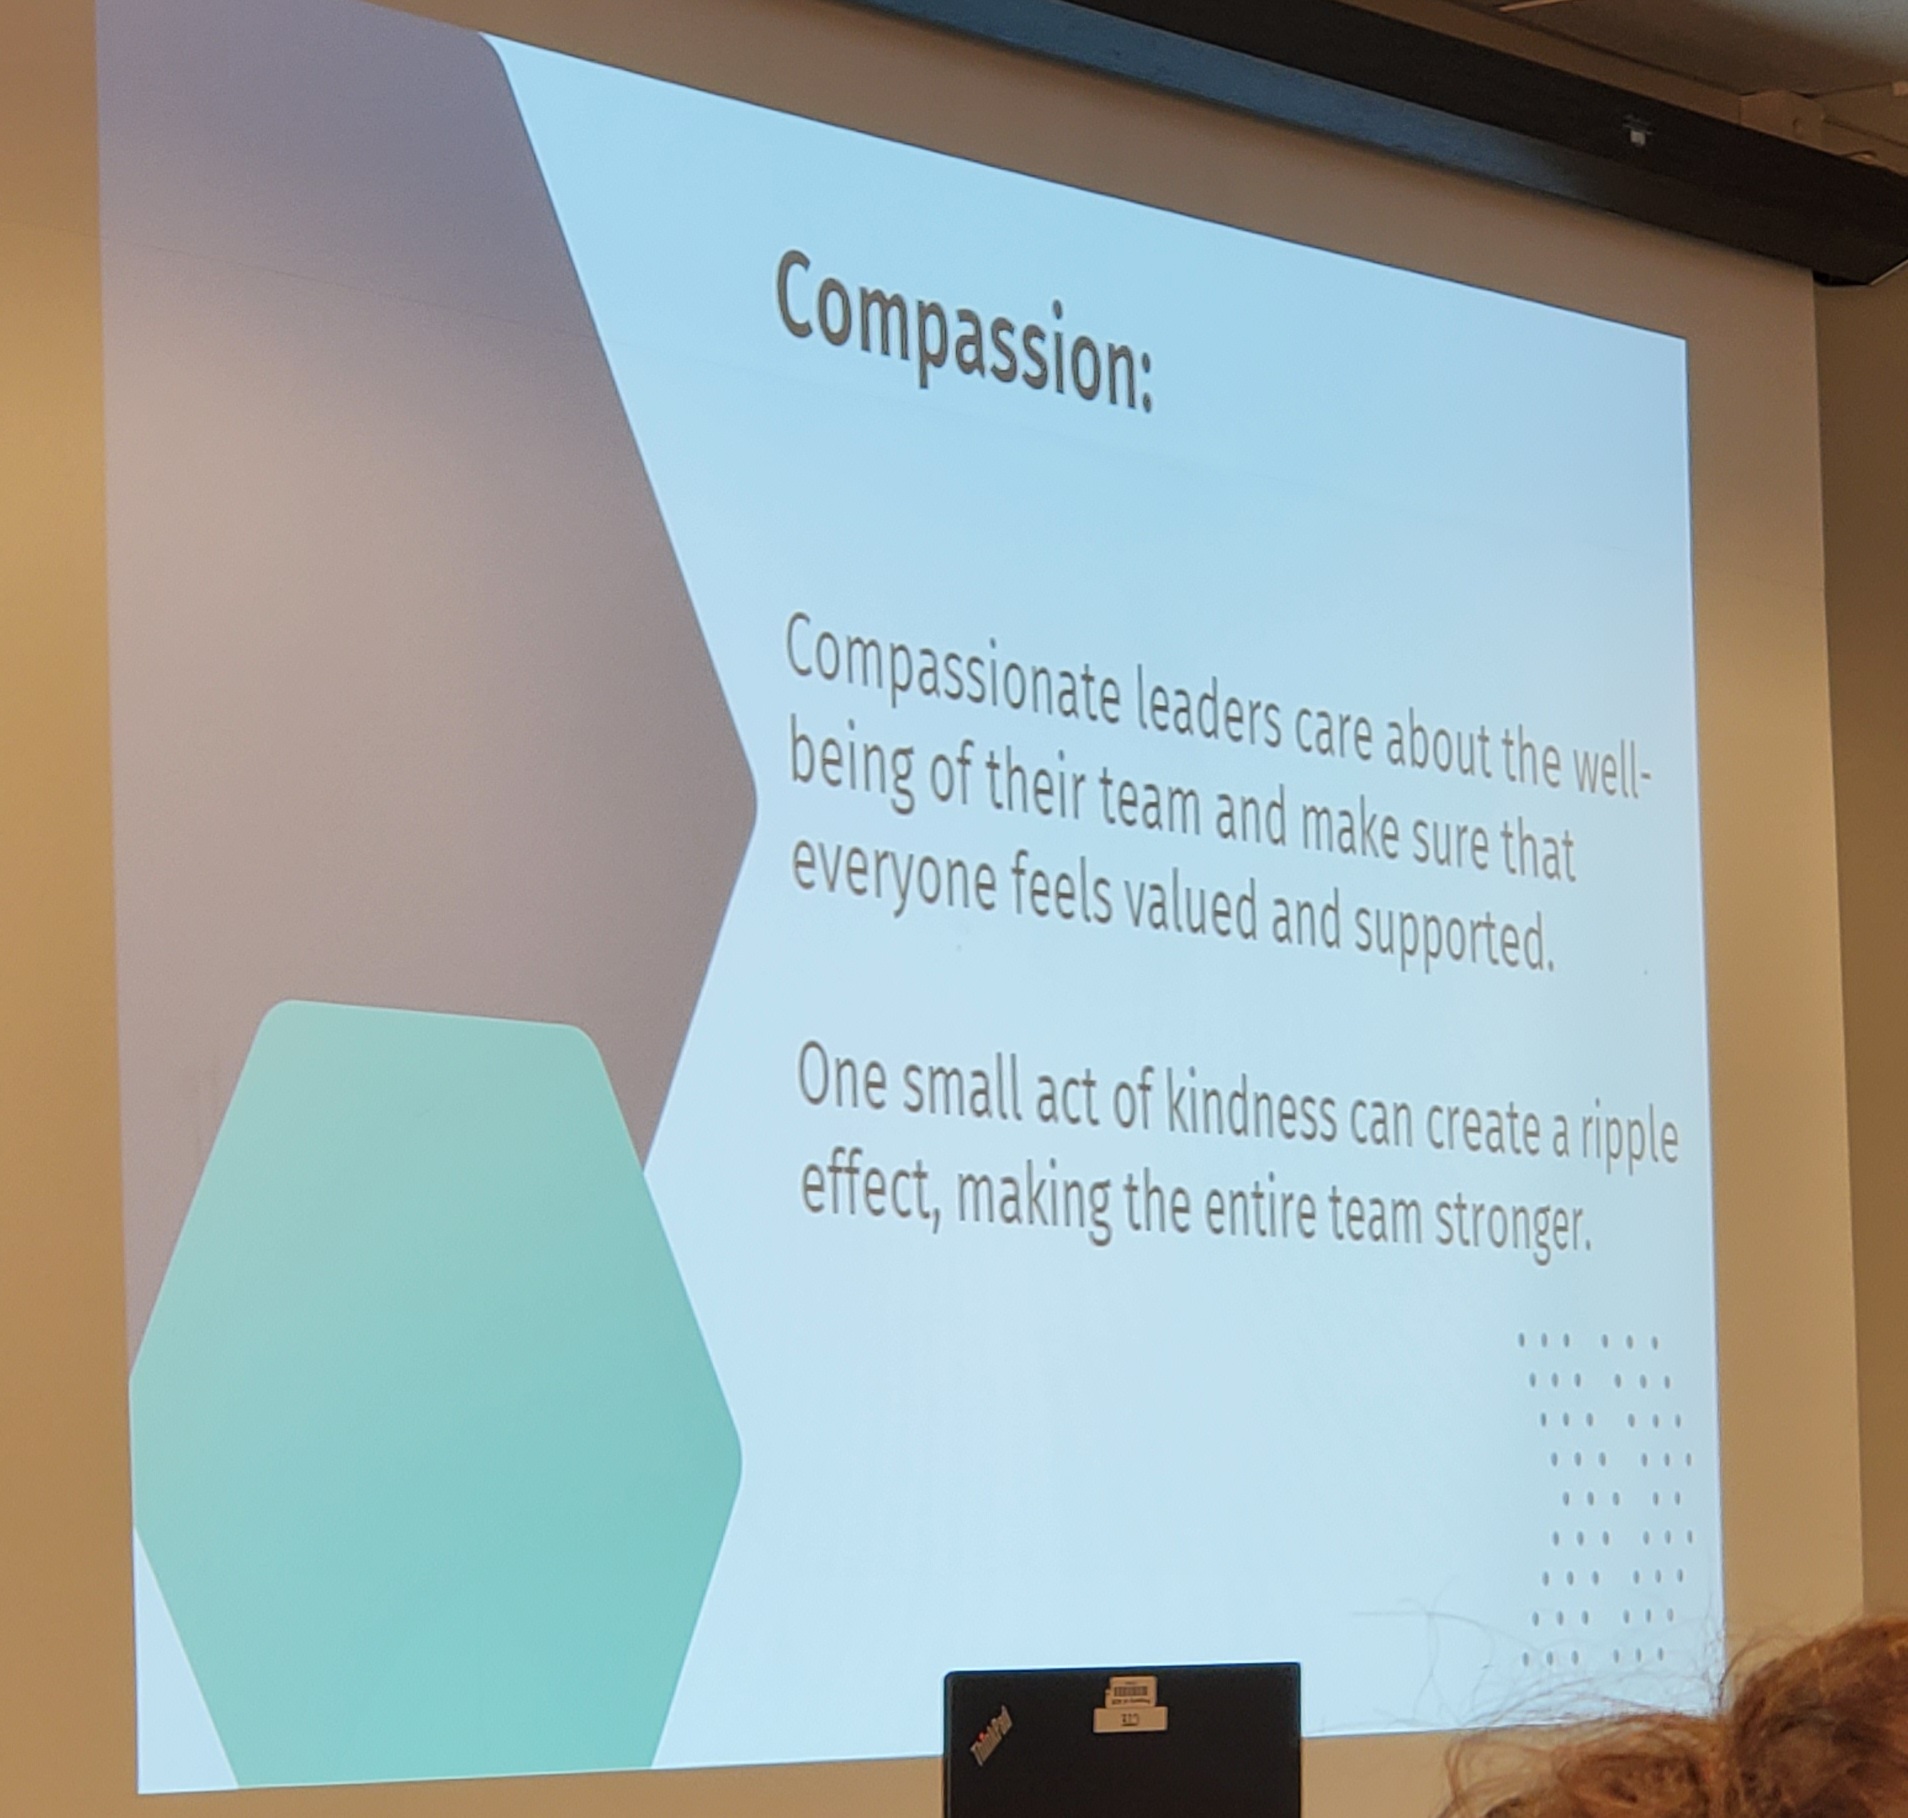 Compassion:
Compassionate leaders care about the well-
being of their team and make sure that
everyone feels valued and supported.
One small act of kindness can create a ripple
effect, making the entire team stronger.
ThinkPad